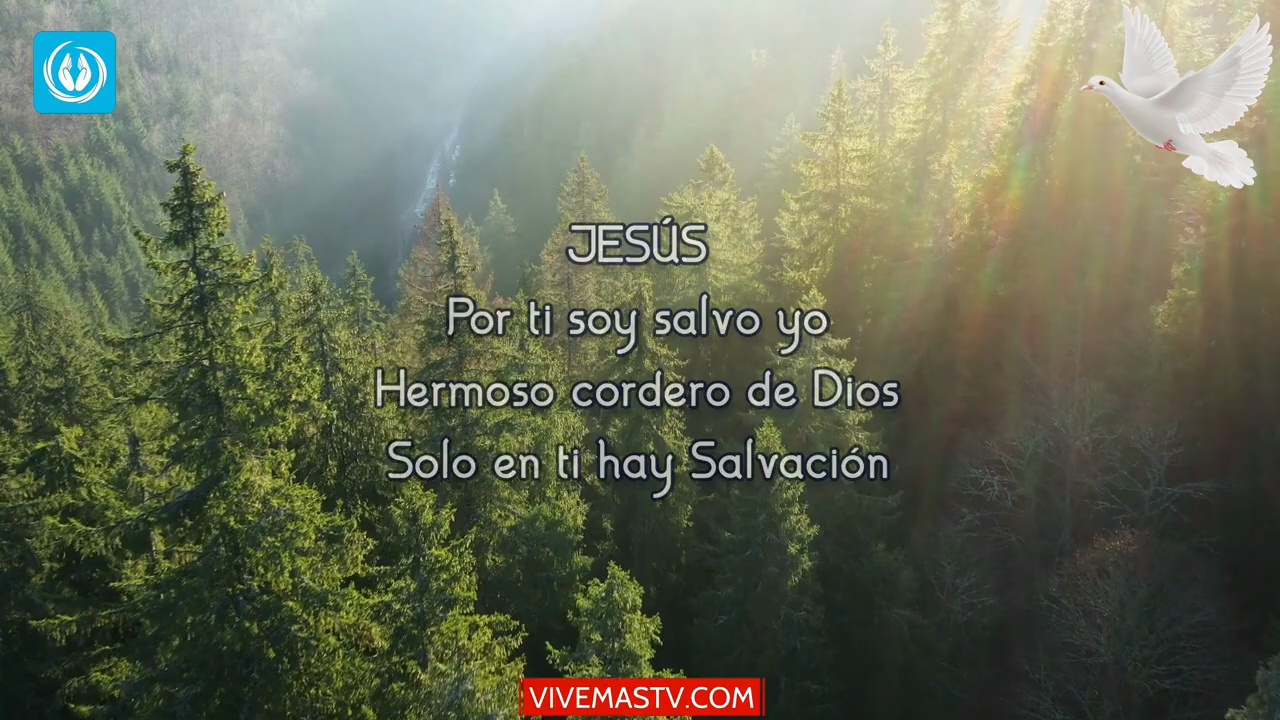 JESÚS
Por ti soy salvo yo
Hermoso cordero de Dios
Solo en ti hay Salvación
VIVEMASTV.COM